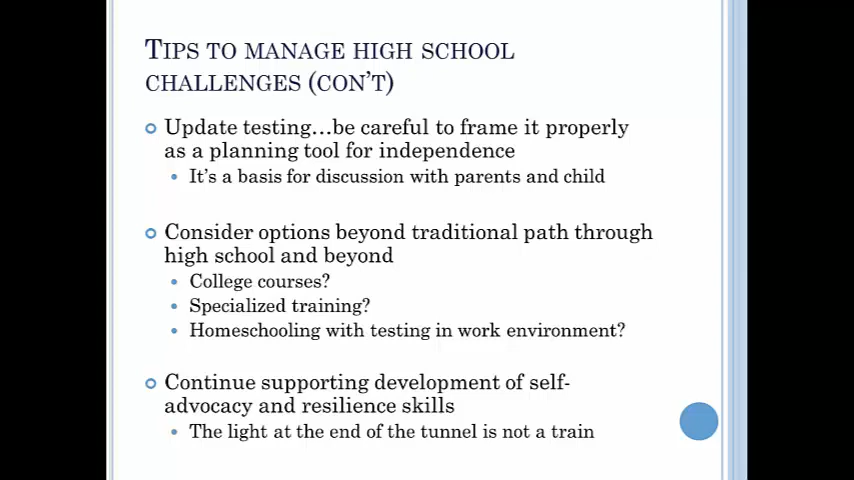 TIPS TO MANAGE HIGH SCHOOL
CHALLENGES (CON'T)
Update testing…be careful to frame it properly
as a planning tool for independence
It's a basis for discussion with parents and child
Consider options beyond traditional path through
high school and beyond
College courses?
Specialized training?
Homeschooling with testing in work environment?
Continue supporting development of self-
advocacy and resilience skills
The light at the end of the tunnel is not a train